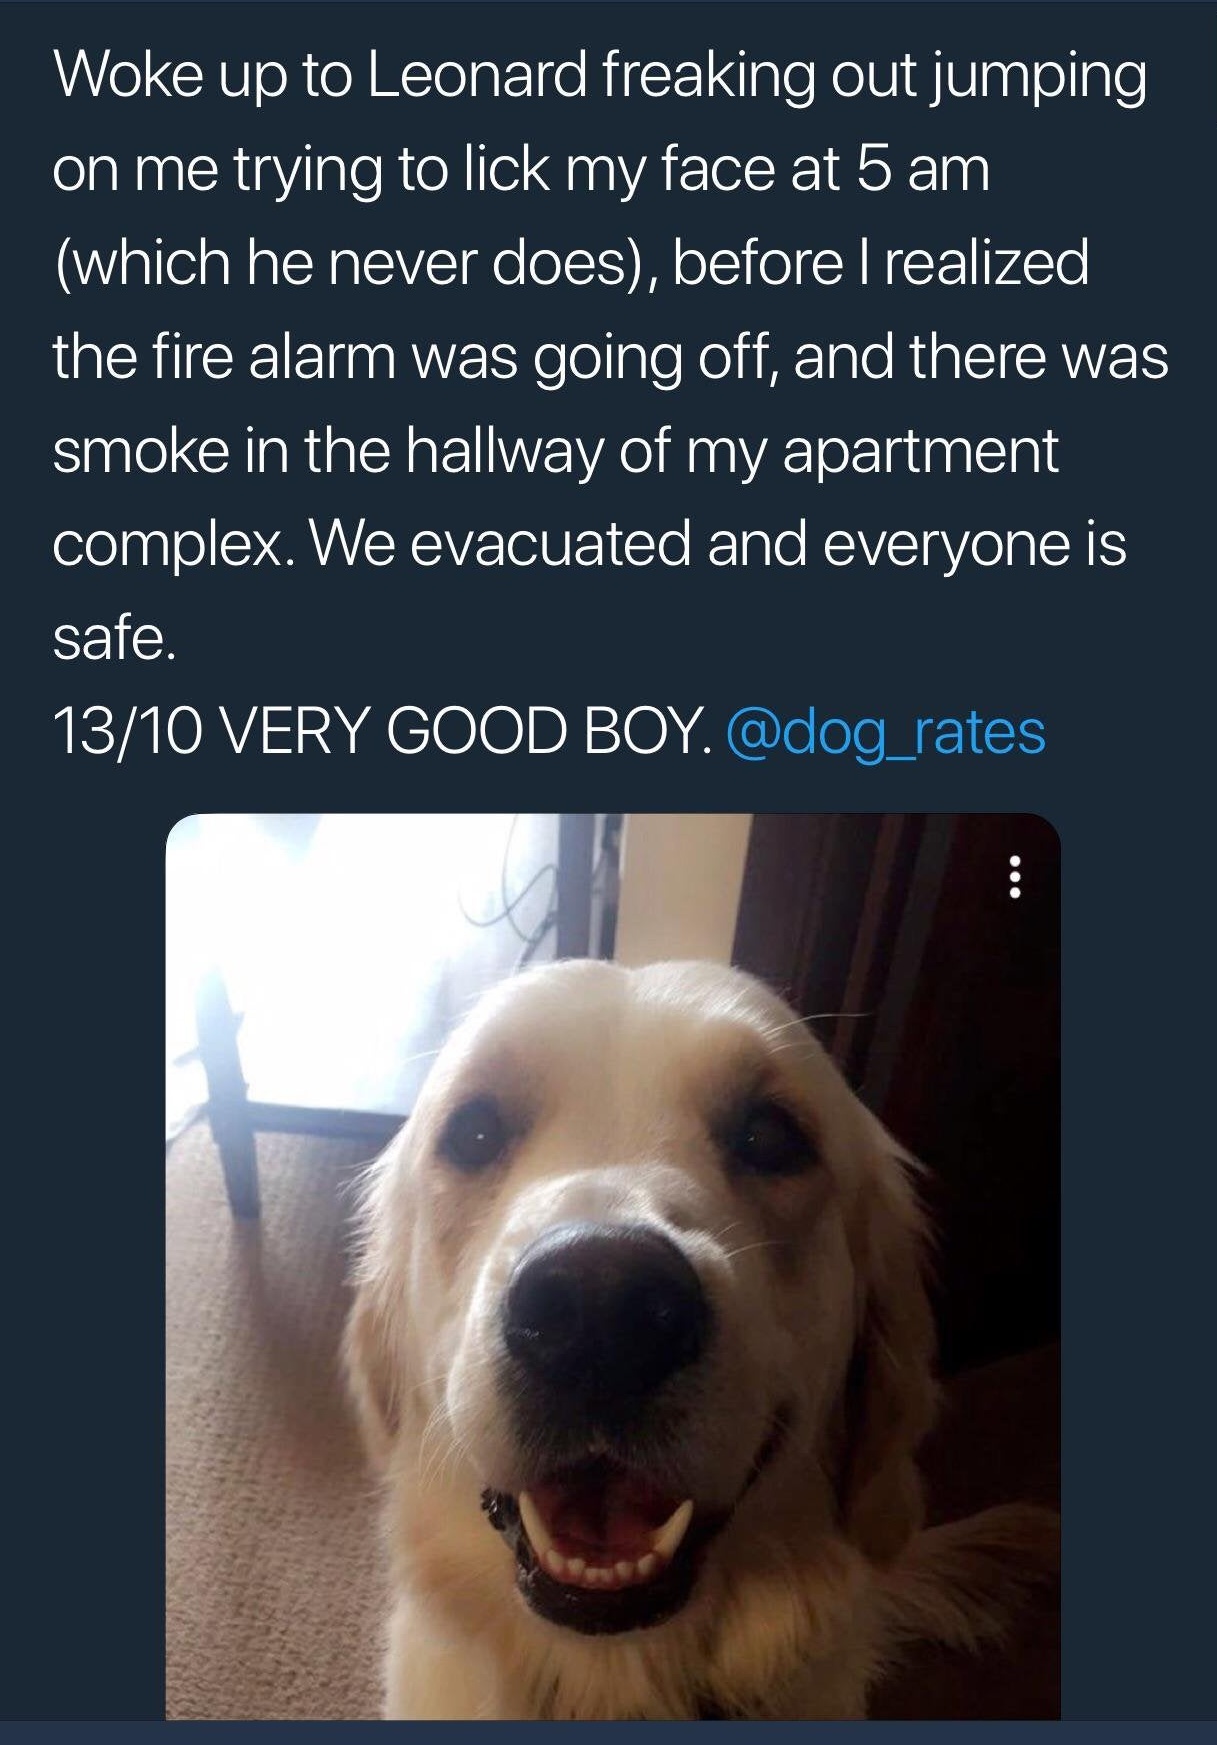 Woke up to Leonard freaking out jumping
on me trying to lick my face at 5 am
(which he never does), before I realized
the fire alarm was going off, and there was
smoke in the hallway of my apartment
complex. We evacuated and everyone is
safe.
13/10 VERY GOOD BOY. @dog_rates